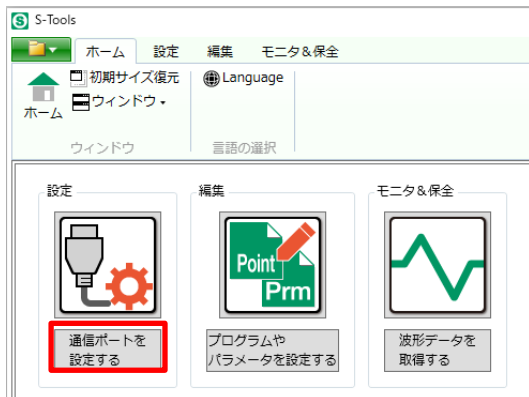 S-Tools
ホーム 設定 編集 モニタ&保全
初期サイズ復元 Language
ホーム ウィンドウ
ウィンドウ 言語の選択
設定 編集 モニタ&保全
Point
Prm
通信ポートを プログラムや 波形データを
設定する パラメータを設定する 取得する